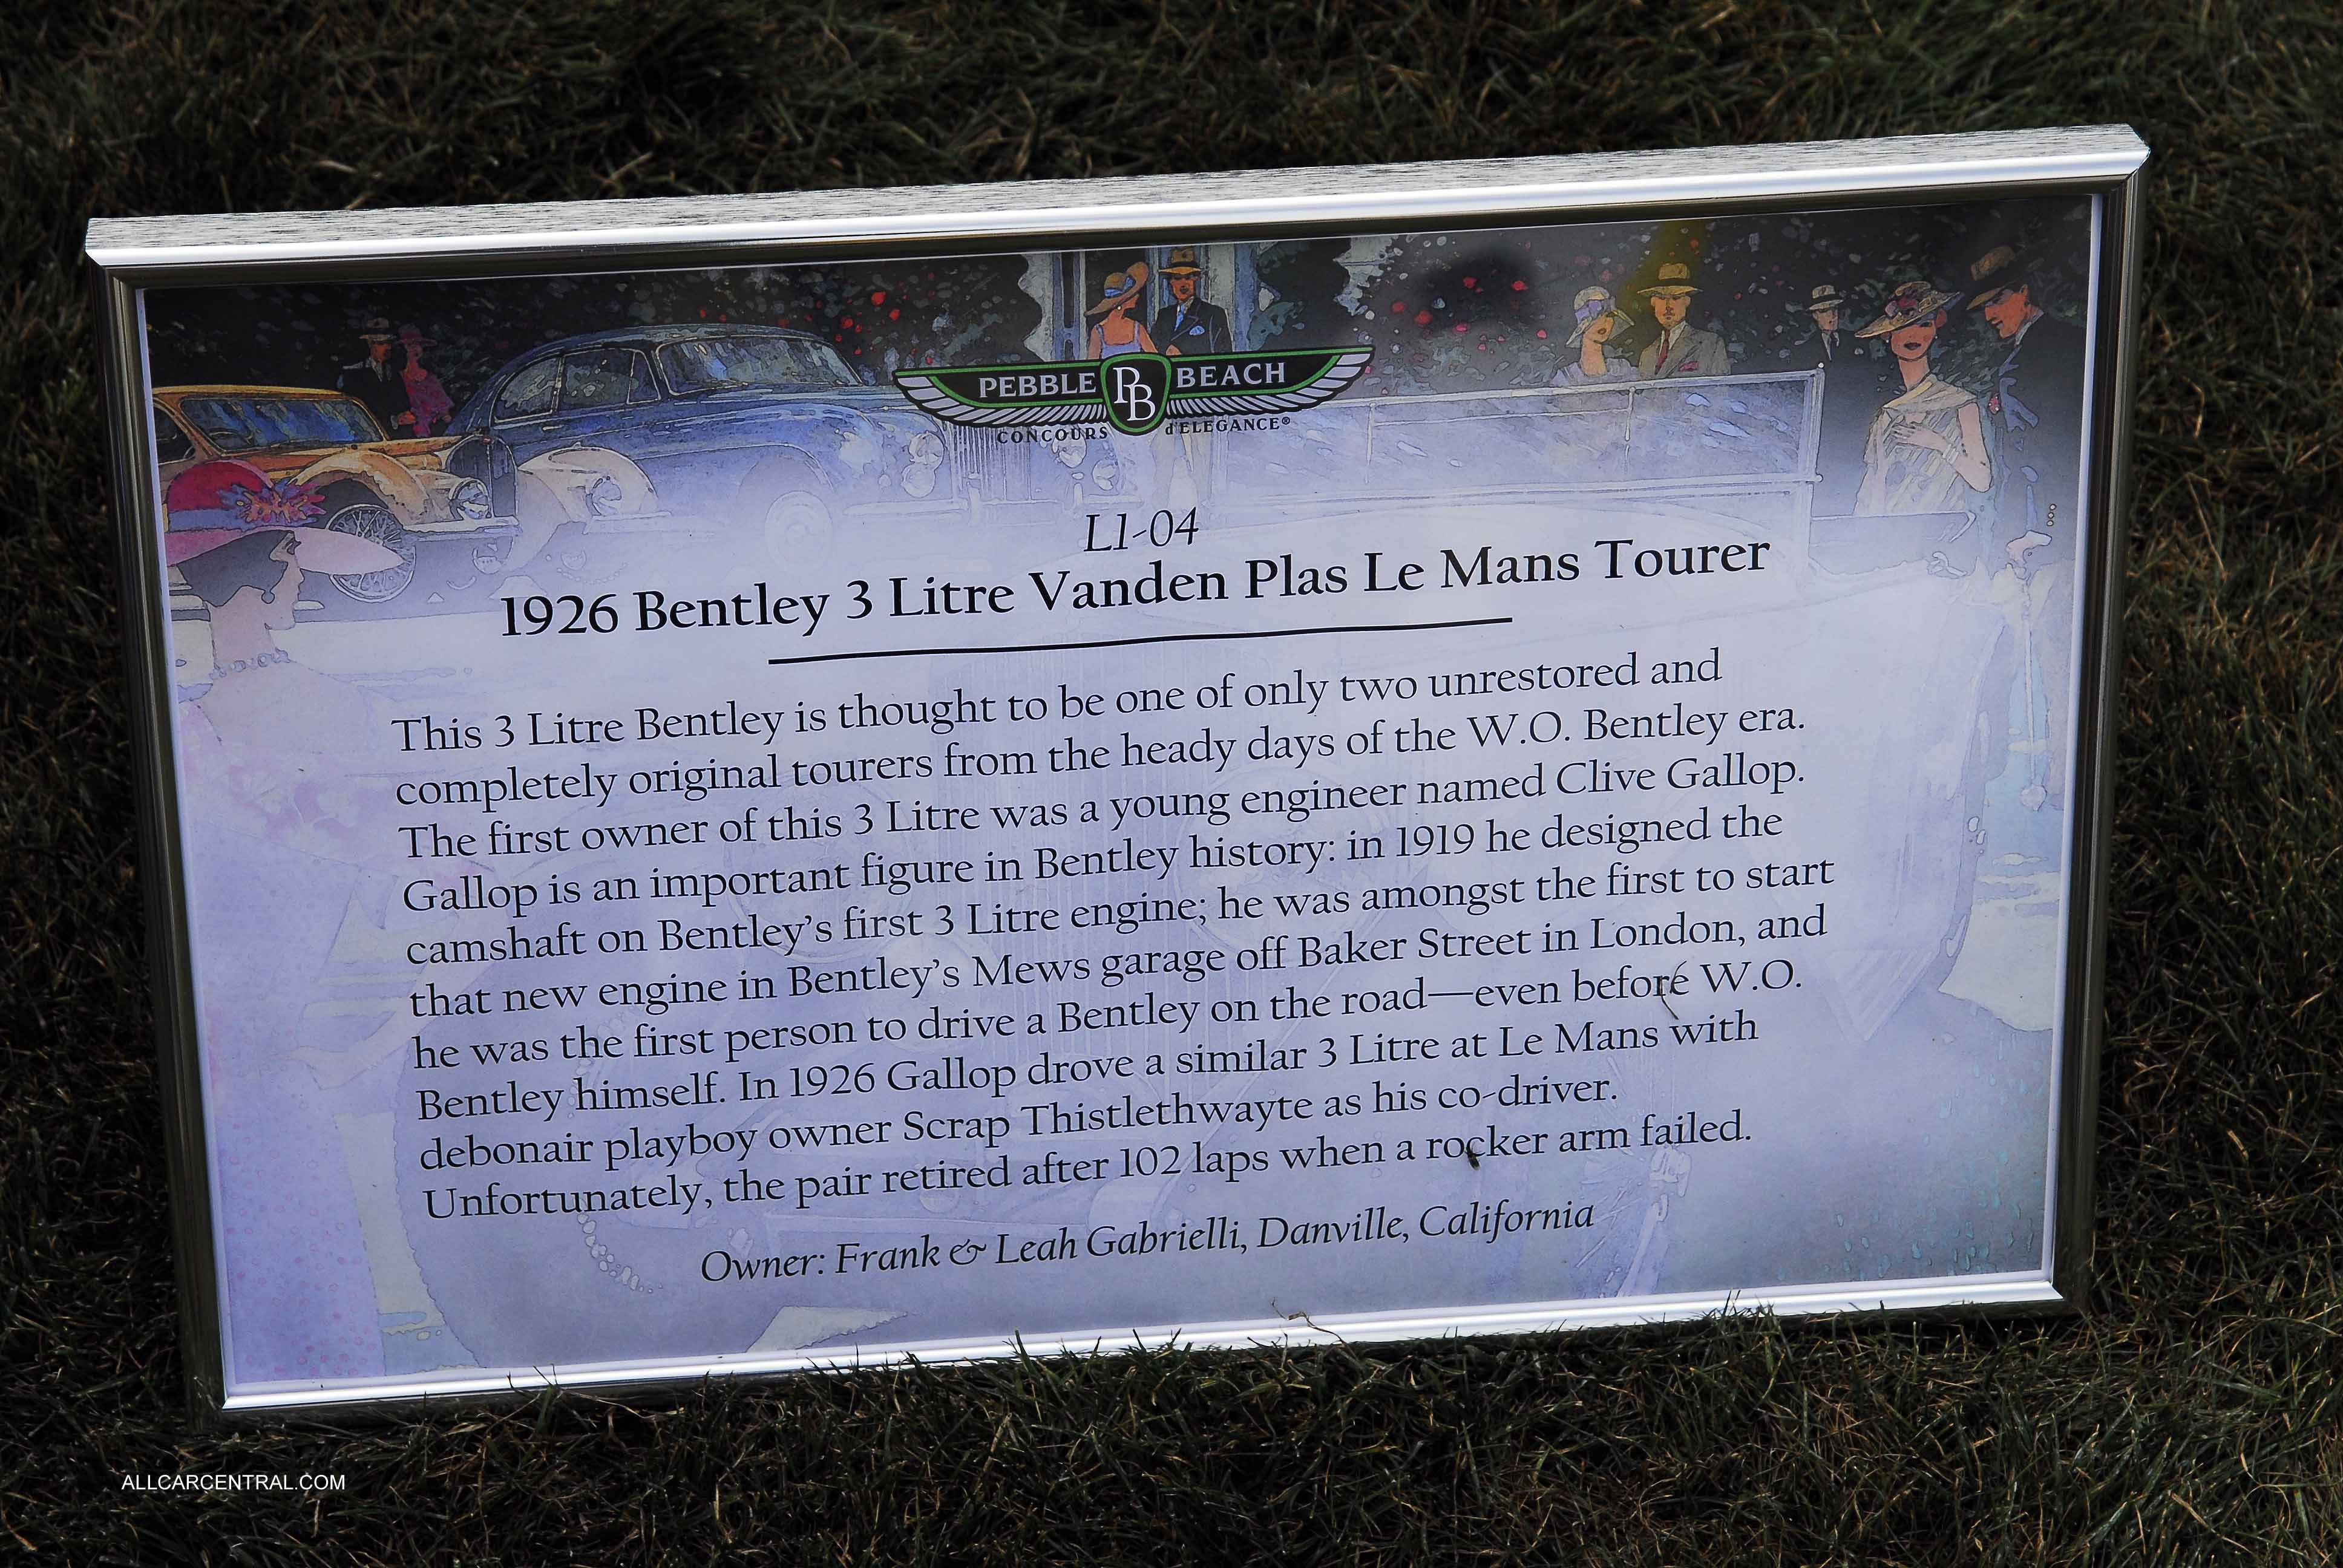 PEBBLE PB BEACH
CONCOURS d'ELEGANCE®
L1-04
1926 Bentley 3 Litre Vanden Plas Le Mans Tourer
This 3 Litre Bentley is thought to be one of only two unrestored and
completely original tourers from the heady days of the W.O. Bentley era.
The first owner of this 3 Litre was a young engineer named Clive Gallop.
Gallop is an important figure in Bentley history: in 1919 he designed the
camshaft on Bentley's first 3 Litre engine; he was amongst the first to start
that new engine in Bentley's Mews garage off Baker Street in London, and
he was the first person to drive a Bentley on the road—even before W.O.
Bentley himself. In 1926 Gallop drove a similar 3 Litre at Le Mans with
debonair playboy owner Scrap Thistlethwayte as his co-driver.
Unfortunately, the pair retired after 102 laps when a rocker arm failed.
Owner: Frank & Leah Gabrielli, Danville, California
ALLCARCENTRAL.COM